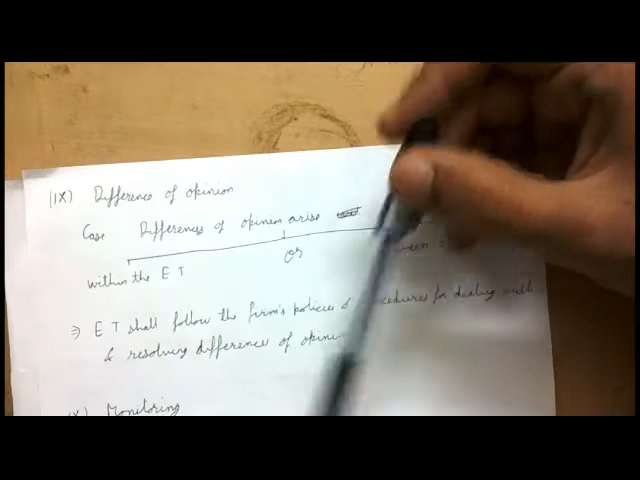 (IX) Difference of opinion
Case Differences of opinion arise
within the E T or
⇒ E T shall follow the firm's policies & procedures for dealing with
& resolving difference of opinion
(X) Monitoring